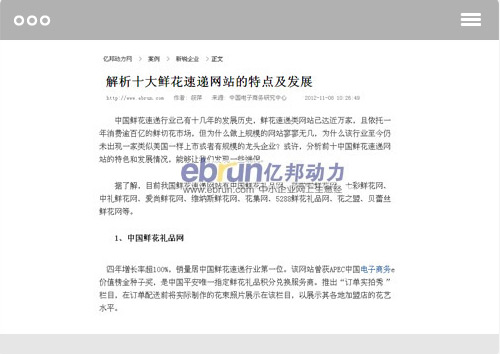 亿邦动力网 > 案例 > 新锐企业 > 正文
解析十大鲜花速递网站的特点及发展
http://www.ebrun.com 作者：颜萍 来源：中国电子商务研究中心 2012-11-06 10:26:49
中国鲜花速递行业已有十几年的发展历史，鲜花速递类网站已达近万家，且依托一
年消费逾百亿的鲜切花市场，但为什么做上规模的网站寥寥无几，为什么该行业至今仍
未出现一家类似美国一样上市或者有规模的龙头企业？或许，分析前十中国鲜花速递网
站的特色和发展情况，能够让我们发现一些端倪。
ebrun亿邦动力
www.ebrun.com 中小企业网上生意经
据了解，目前我国鲜花速递网站有中国鲜花礼品网、莎啦啦鲜花网、七彩鲜花网、
中礼鲜花网、爱尚鲜花网、维纳斯鲜花网、花集网、5288鲜花礼品网、花之盟、贝蕾丝
鲜花网等。
1、中国鲜花礼品网
四年增长率超100%，销量居中国鲜花速递行业第一位。该网站曾获APEC中国电子商务e
价值榜金种子奖，是中国平安唯一指定鲜花礼品积分兑换服务商。推出“订单实拍秀”
栏目，在订单配送前将实际制作的花束照片展示在该栏目，以展示其各地加盟店的花艺
水平。